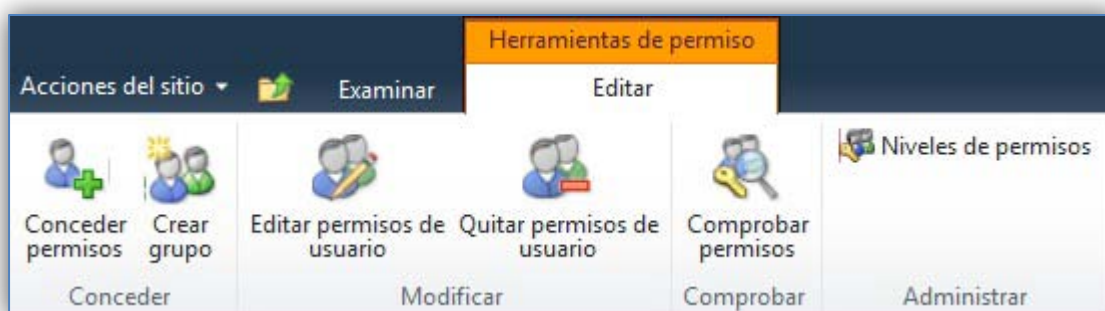 Herramientas de permiso
Acciones del sitio
Examinar
Editar
Conceder
permisos
Crear
grupo
Editar permisos de
usuario
Quitar permisos de
usuario
Comprobar
permisos
Niveles de permisos
Conceder
Modificar
Comprobar
Administrar